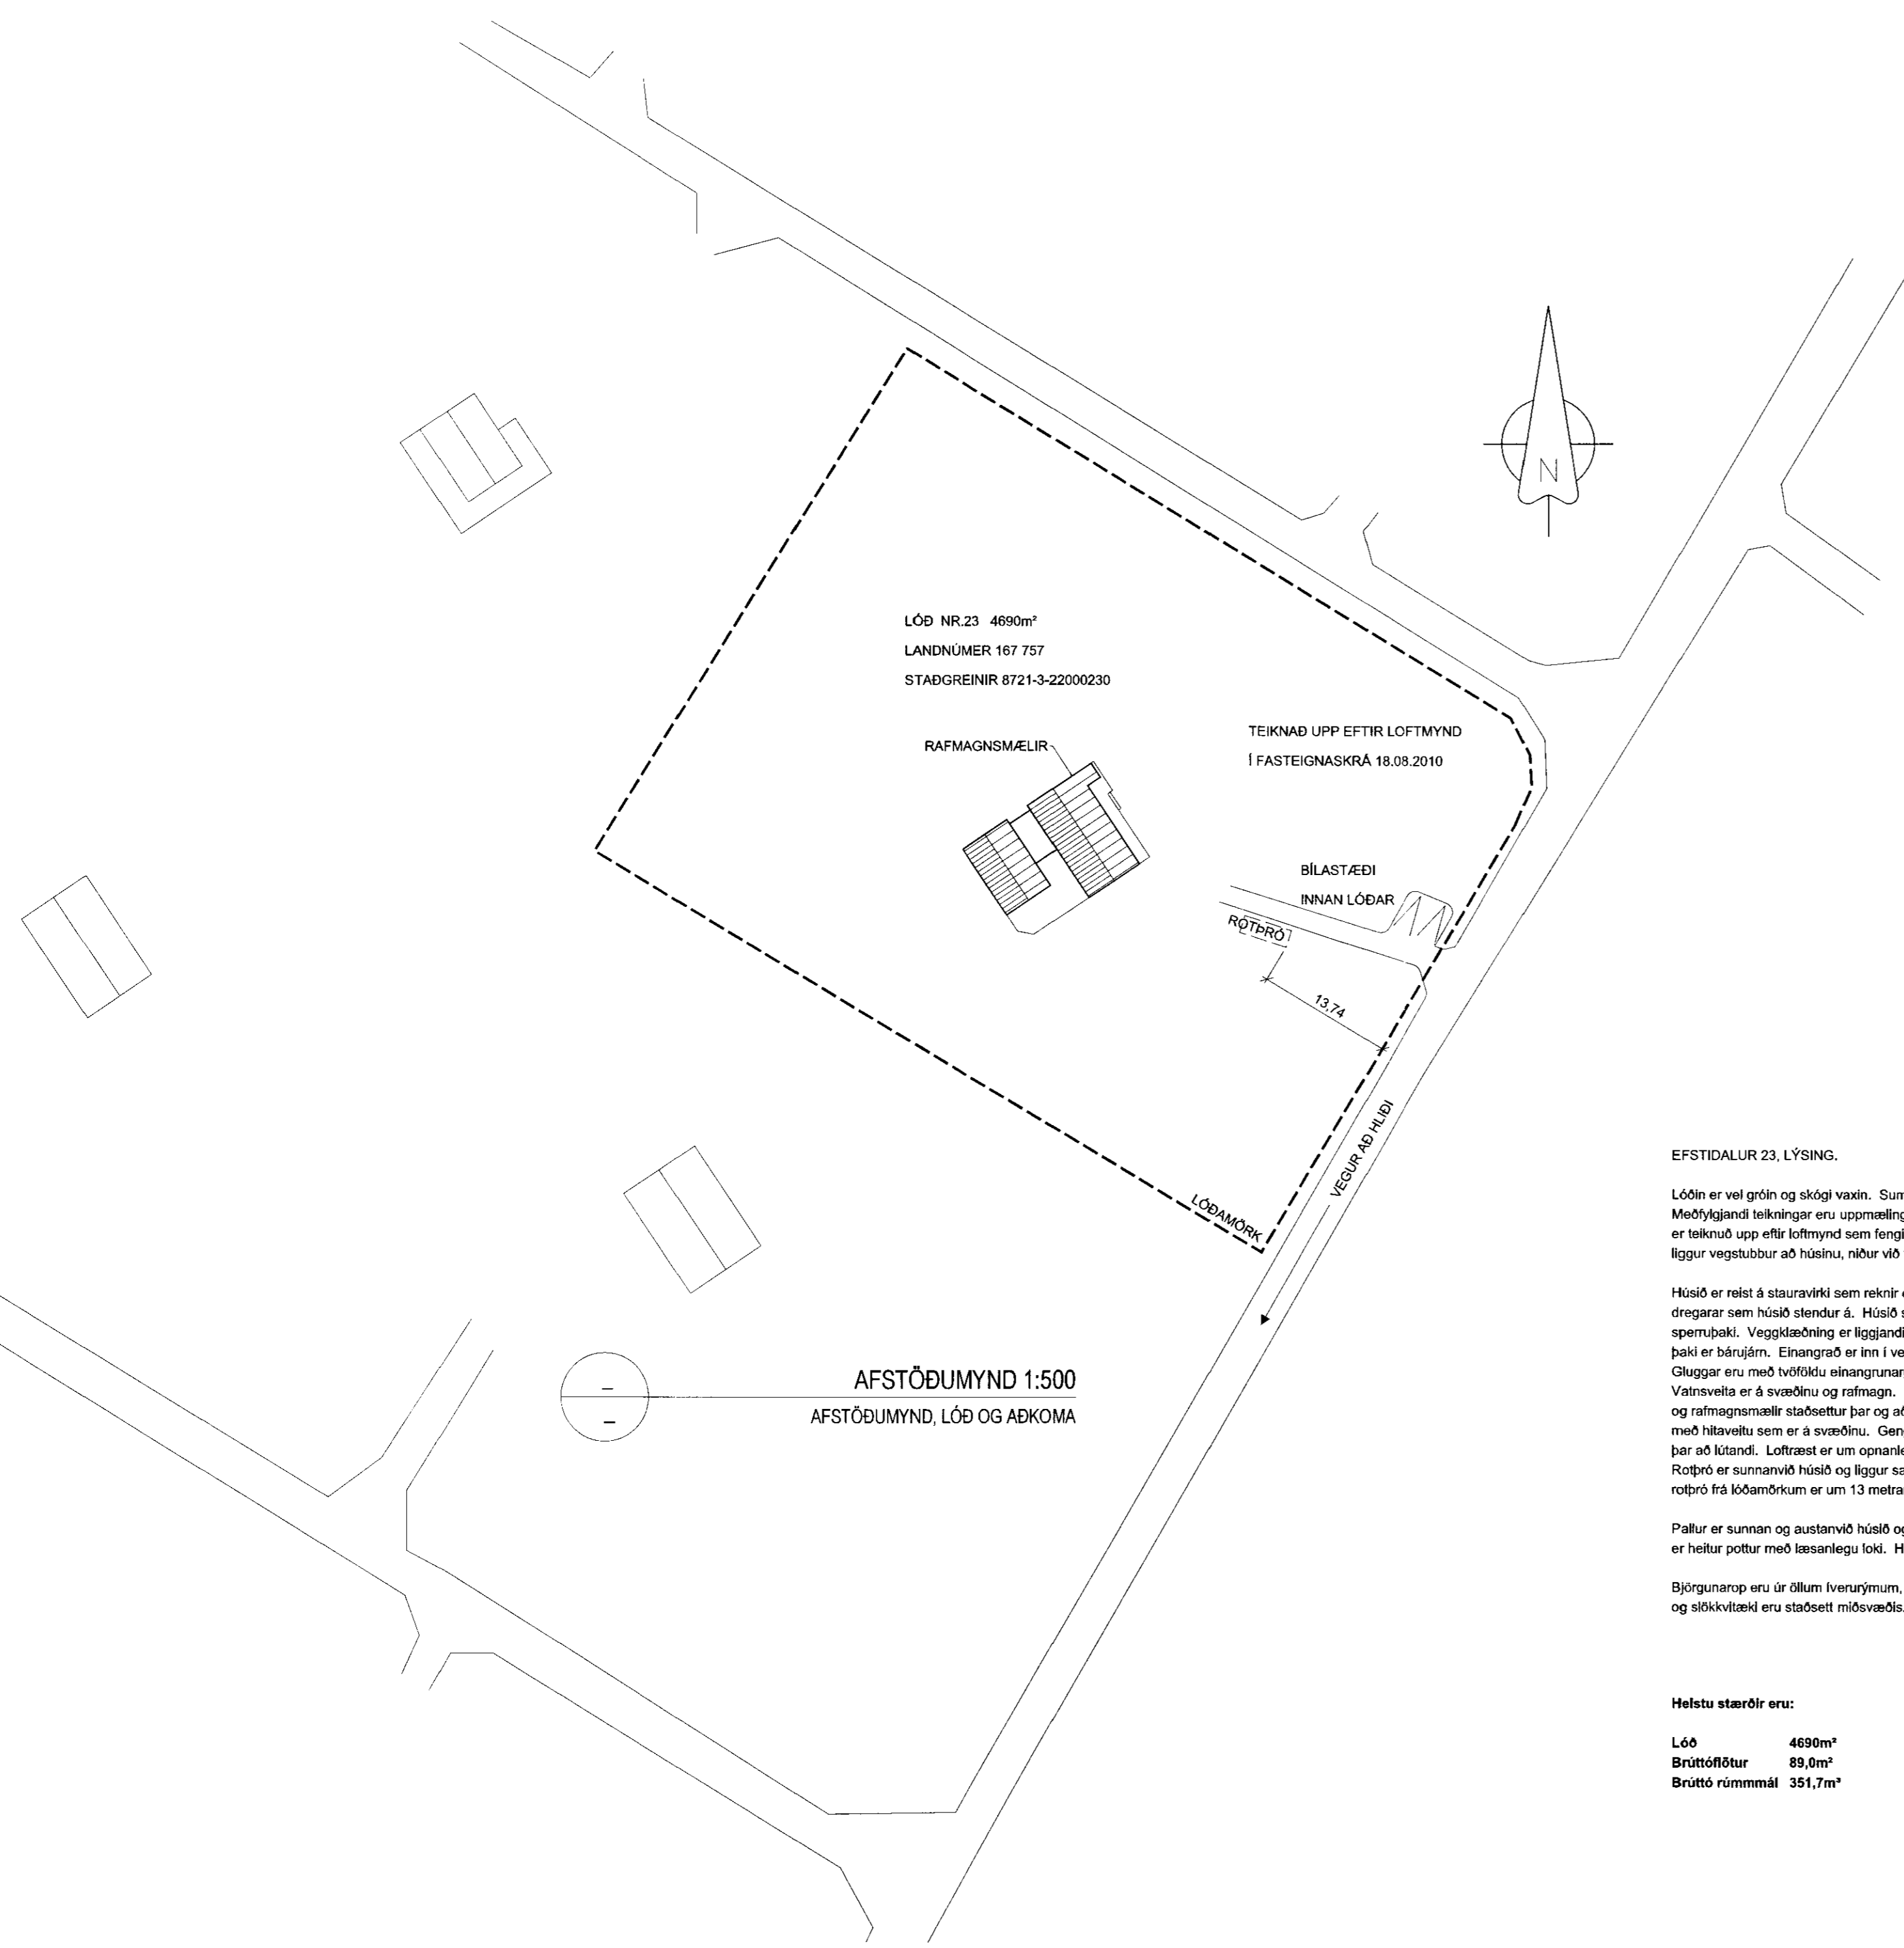 N
LÓÐ NR.23 4690m²
LANDNÚMER 167 757
STAÐGREINIR 8721-3-22000230
TEIKNAÐ UPP EFTIR LOFTMYND
Í FASTEIGNASKRÁ 18.08.2010
RAFMAGNSMÆLIR
BÍLASTÆÐI
INNAN LÓÐAR
ROTÞRÓ
13,74
VEGUR AÐ HLIÐI
LÓÐAMÖRK
AFSTÖÐUMYND 1:500
AFSTÖÐUMYND, LÓÐ OG AÐKOMA
EFSTIDALUR 23, LÝSING.
Lóðin er vel gróin og skógi vaxin. Sum
Meðfylgjandi teikningar eru uppmæling
er teiknuð upp eftir loftmynd sem fengi
liggur vegstubbur að húsinu, niður við
Húsið er reist á stauravirki sem reknir
dregarar sem húsið stendur á. Húsið
sperruþaki. Veggklæðning er liggjandi
þaki er bárujárn. Einangrað er inn í ve
Gluggar eru með tvöföldu einangrunar
Vatnsveita er á svæðinu og rafmagn.
og rafmagnsmælir staðsettur þar og
með hitaveitu sem er á svæðinu. Gen
þar að lútandi. Loftræst er um opnanle
Rotþró er sunnanvið húsið og liggur
rotþró frá lóðamörkum er um 13 metra
Pallur er sunnan og austanvið húsið
er heitur pottur með læsanlegu loki. H
Björgunarop eru úr öllum íverurýmum,
og slökkvitæki eru staðsett miðsvæðis.
Helstu stærðir eru:
Lóð 4690m²
Brúttóflötur 89,0m²
Brúttó rúmmmál 351,7m³